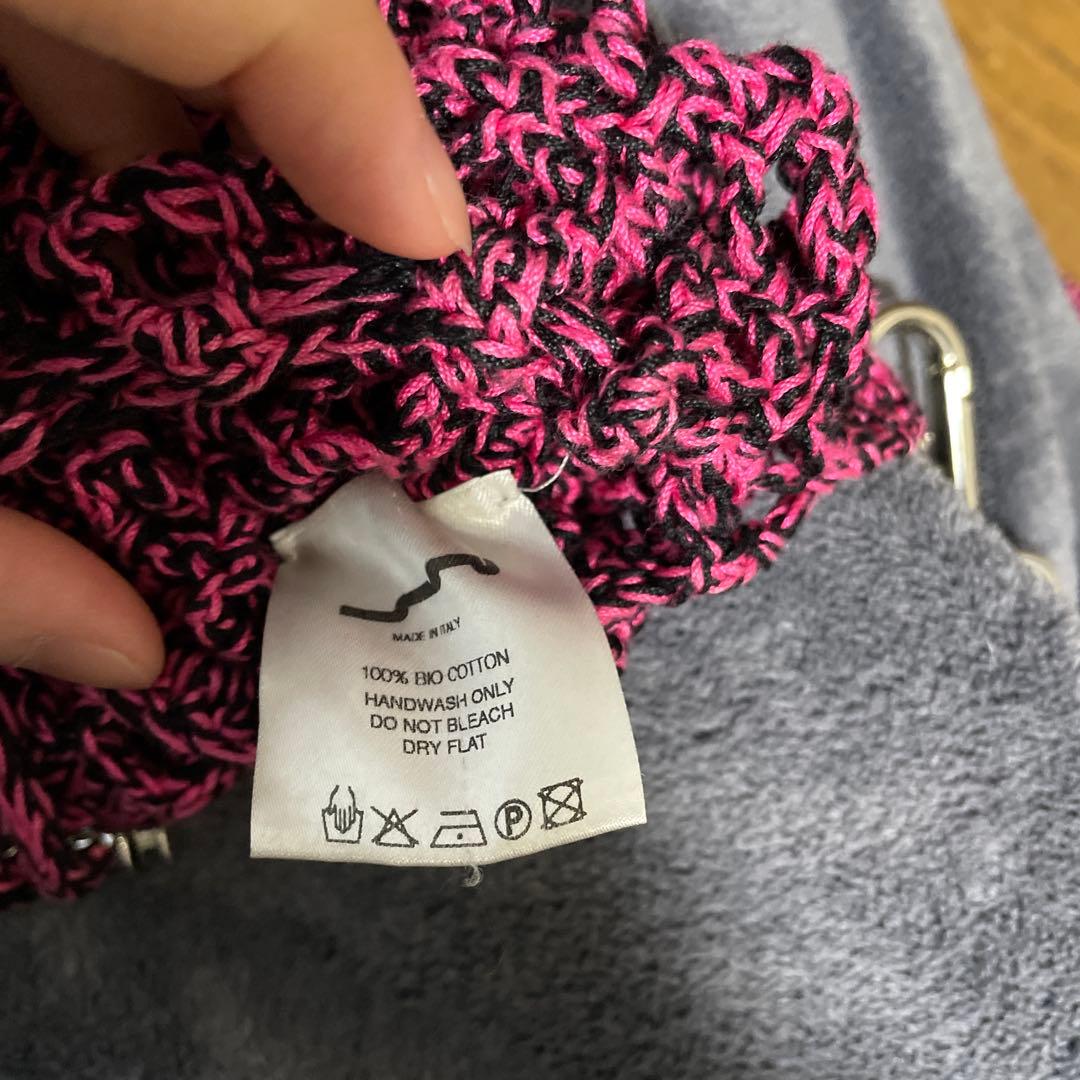 MADE IN ITALY
100% BIO COTTON
HANDWASH ONLY
DO NOT BLEACH
DRY FLAT
P